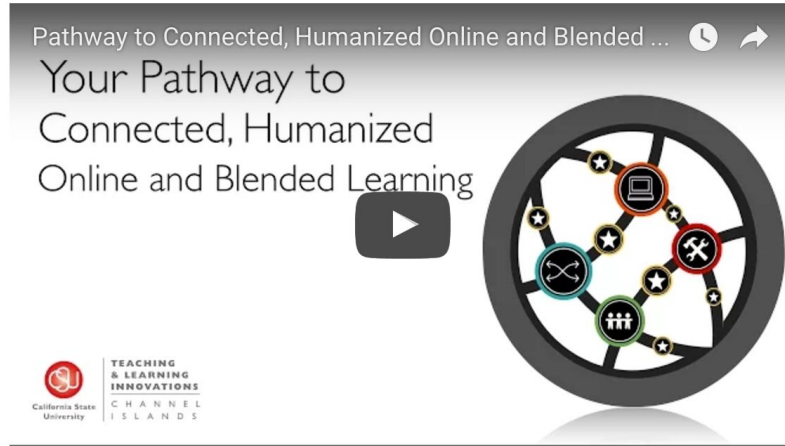 Pathway to Connected, Humanized Online and Blended ...
Your Pathway to
Connected, Humanized
Online and Blended Learning
CSU
California State
University
TEACHING
& LEARNING
INNOVATIONS
CHANNEL
ISLANDS